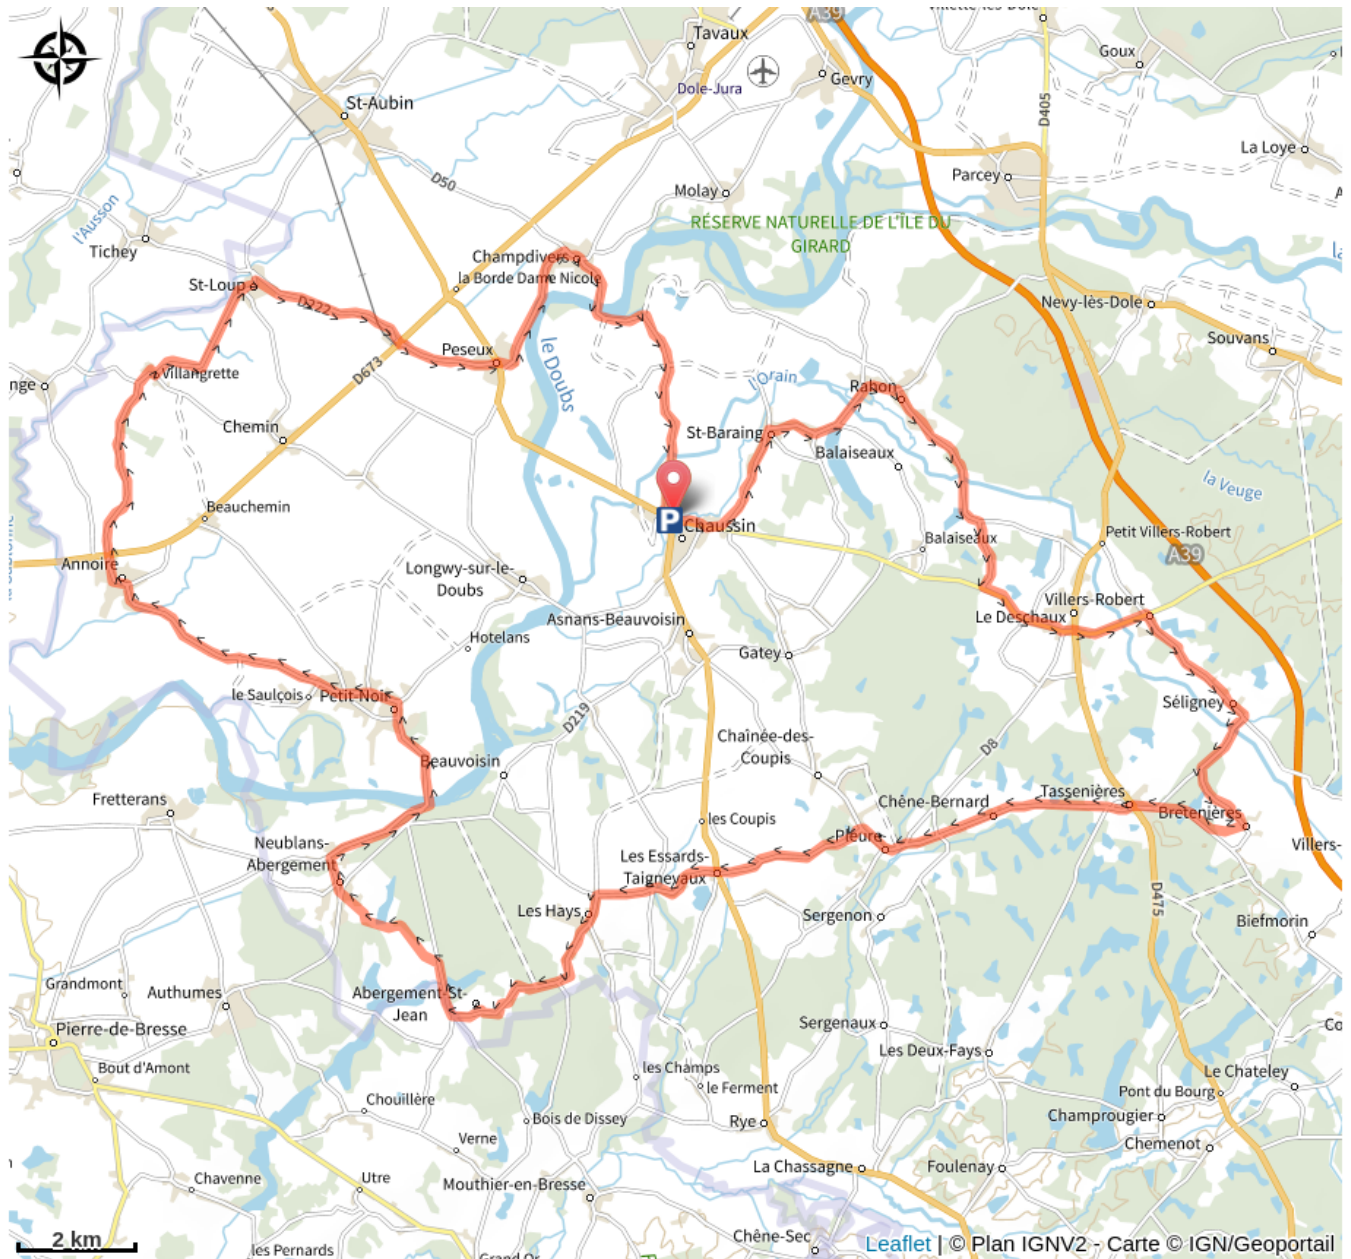 A39
Tavaux
Goux
Gevry
Dole-Jura
St-Aubin
D405
La Loye
Parcey
D50
Molay
l'Ausson
RÉSERVE NATURELLE DE L'ÎLE DU
GIRARD
Tichey
Champdivers
la Borde Dame Nicole
St-Loup
D222
Nevy-lès-Dole
Souvans
Peseux
le Doubs
D673
Villangrette
l'Orain
Rahon
Chemin
St-Baraing
Balaiseaux
la Veuge
Beauchemin
P
Chaussin
Balaiseaux
Petit Villers-Robert
A39
Annoire
Longwy-sur-le-
Doubs
Villers-Robert
Le Deschaux
Asnans-Beauvoisin
Hotelans
Gatey
le Saulçois
Petit-Noir
Séligney
D219
Chaînée-des-
Coupis
D8
Beauvoisin
Fretterans
Tassenières
Chêne-Bernard
Bretenières
les Coupis
Pleure
Neublans-
Abergement
Les Essards-
Taignevaux
Villers-
D475
Les Hays
Sergenon
Biefmorin
Grandmont
Authumes
Abergement-St-
Jean
Sergenaux
Pierre-de-Bresse
Les Deux-Fays
Bout d'Amont
les Champs
le Ferment
Le Chateley
Pont du Bourg
Chouillère
Bois de Dissey
Rye
Champrougier
Chemenot
Verne
La Chassagne
Foulenay
Chavenne
Utre
Mouthier-en-Bresse
Chêne-Sec
2 km
les Pernards
Leaflet | © Plan IGNV2 - Carte © IGN/Geoportail